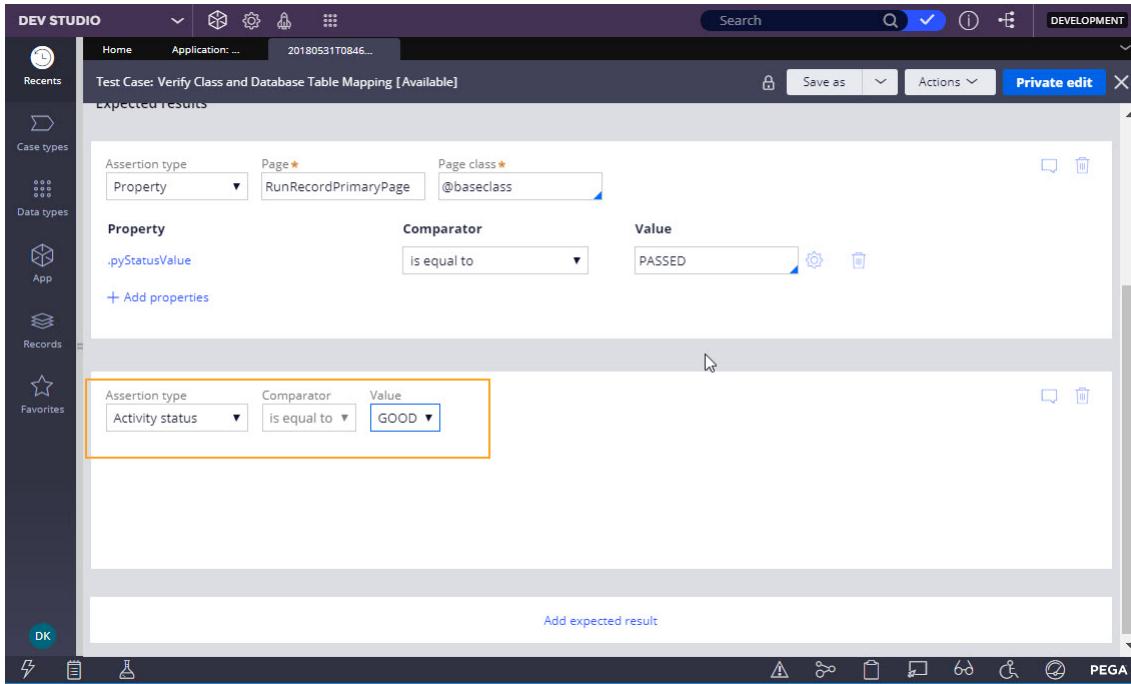 DEV STUDIO
Search
DEVELOPMENT
Home
Application: ...
20180531T0846...
Recents
Test Case: Verify Class and Database Table Mapping [Available]
Save as
Actions
Private edit
Expected results
Case types
Assertion type
Page★
Page class★
Property
RunRecordPrimaryPage
@baseclass
Data types
Property
Comparator
Value
.pyStatusValue
is equal to
PASSED
App
+ Add properties
Records
Assertion type
Comparator
Value
Favorites
Activity status
is equal to
GOOD
Add expected result
DK
PEGA